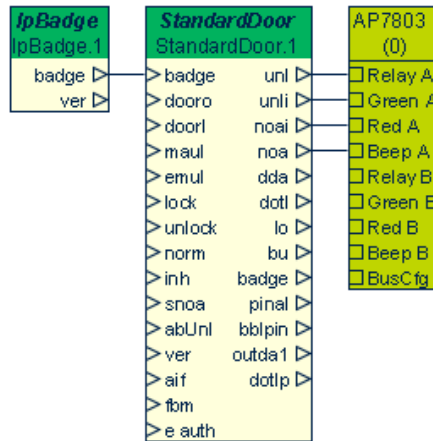 IpBadge
IpBadge.1
badge
ver
StandardDoor
StandardDoor.1
badge unl
dooro unli
doorl noai
maul noa
emul dda
lock dotl
unlock lo
norm bu
inh badge
snoa pinal
abUnl bblpin
ver outda1
aif dotlp
fbm
e auth
AP7803
(0)
Relay A
Green A
Red A
Beep A
Relay B
Green B
Red B
Beep B
BusCfg